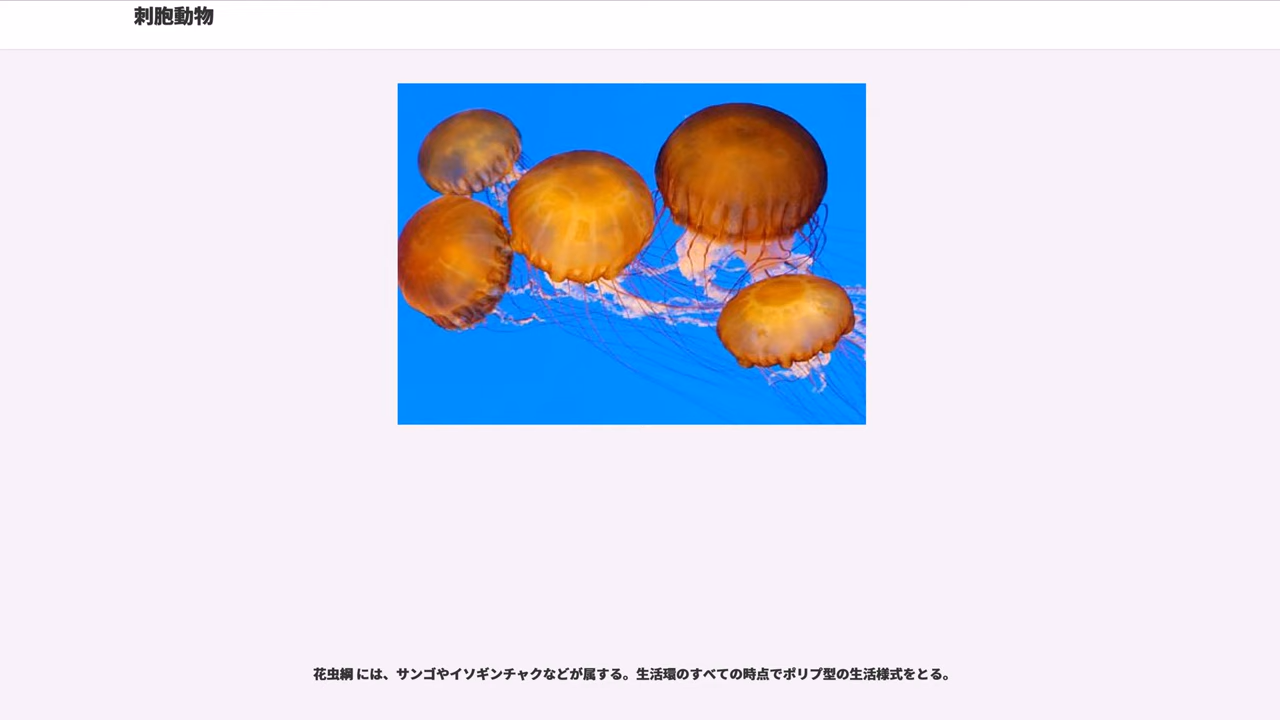 刺胞動物
花虫綱 には、サンゴやイソギンチャクなどが属する。生活環のすべての時点でポリプ型の生活様式をとる。